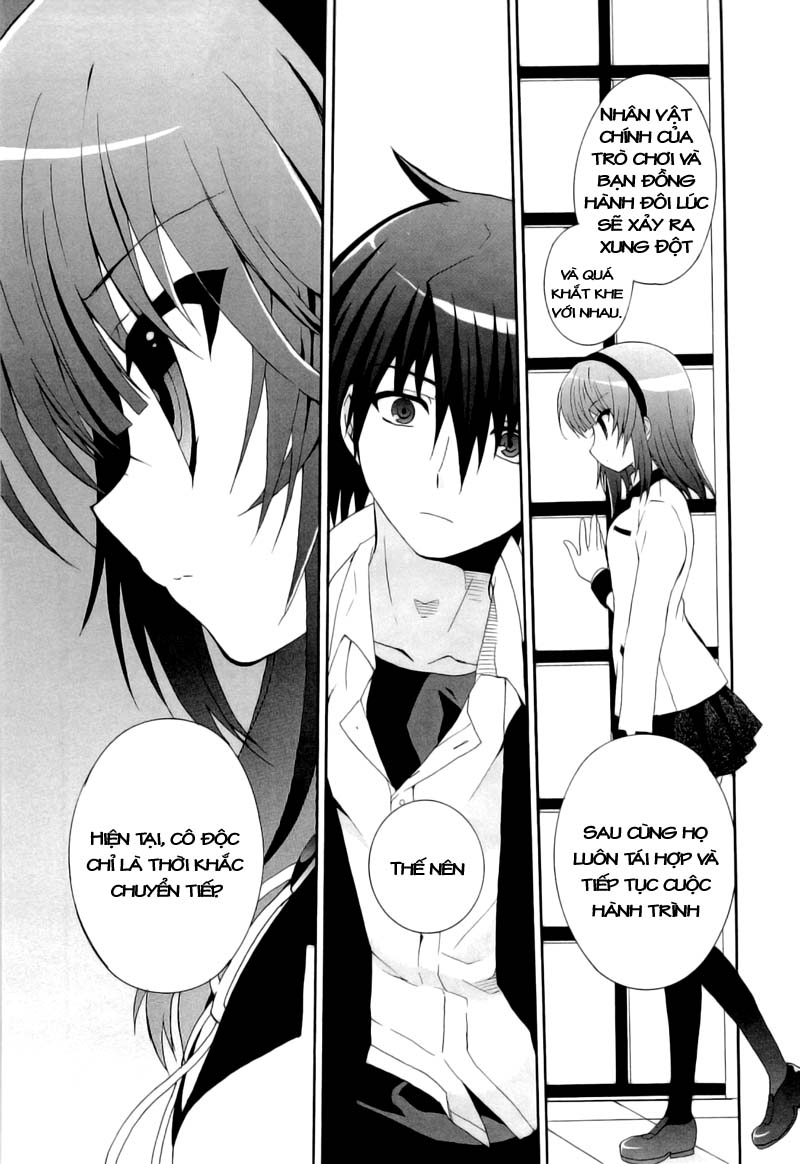 NHÂN VẬT
CHÍNH CỦA
TRÒ CHƠI VÀ
BẠN ĐỒNG
HÀNH ĐÔI LÚC
SẼ XẢY RA
XUNG ĐỘT
VÀ QUÁ
KHẮT KHE
VỚI NHAU.
SAU CÙNG HỌ
LUÔN TÁI HỢP VÀ
TIẾP TỤC CUỘC
HÀNH TRÌNH
THẾ NÊN
HIỆN TẠI, CÔ ĐỘC
CHỈ LÀ THỜI KHẮC
CHUYỂN TIẾP?